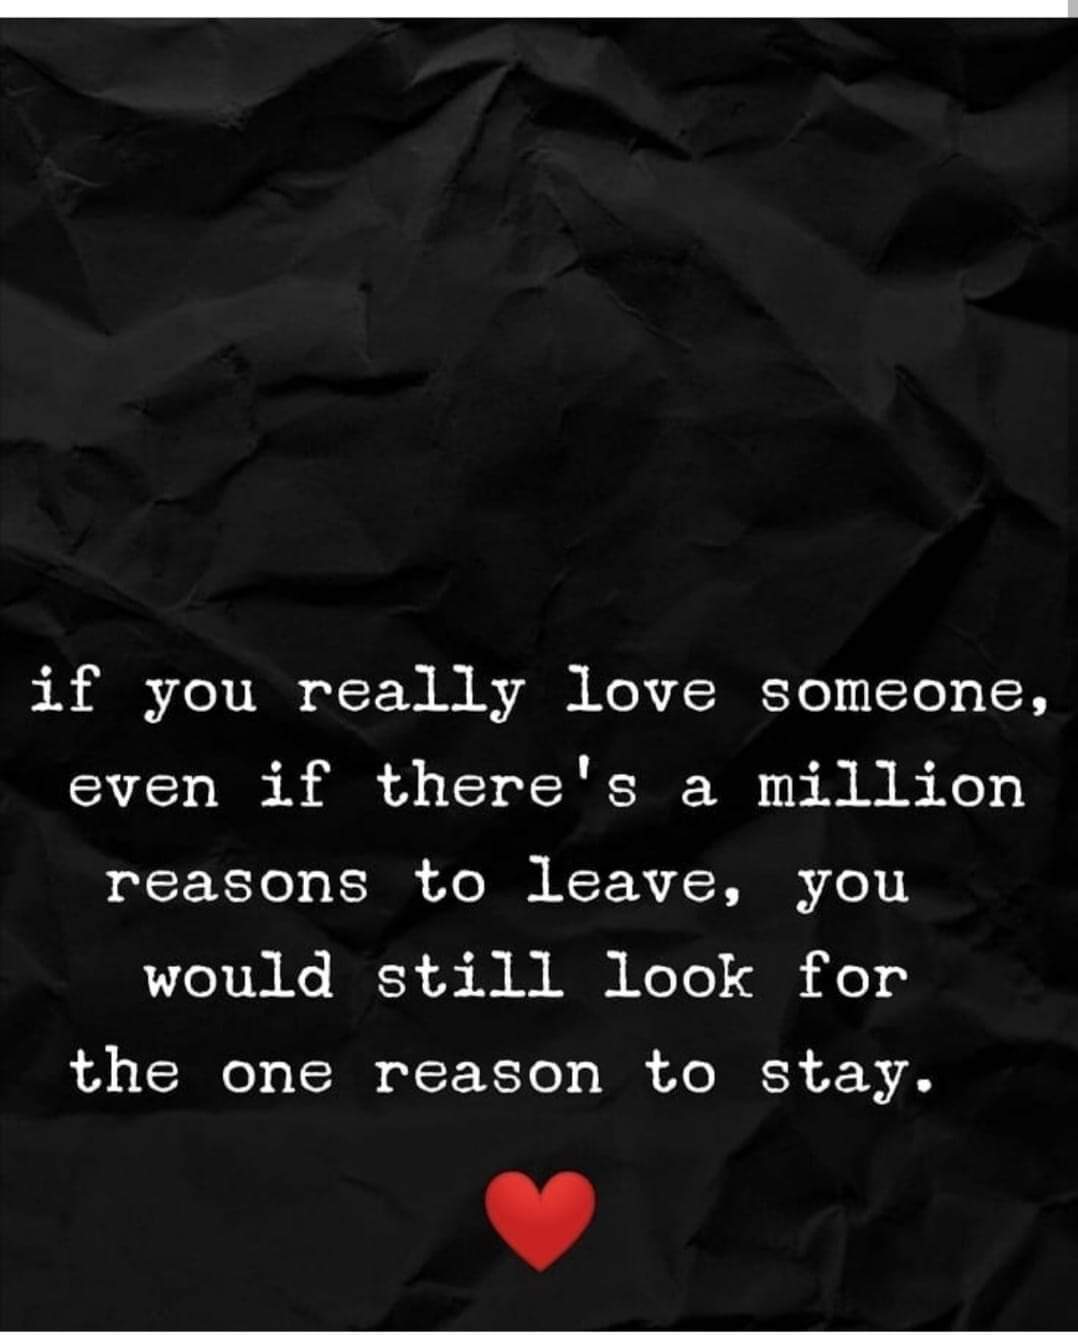 if you really love someone,
even if there's a million
reasons to leave, you
would still look for
the one reason to stay.